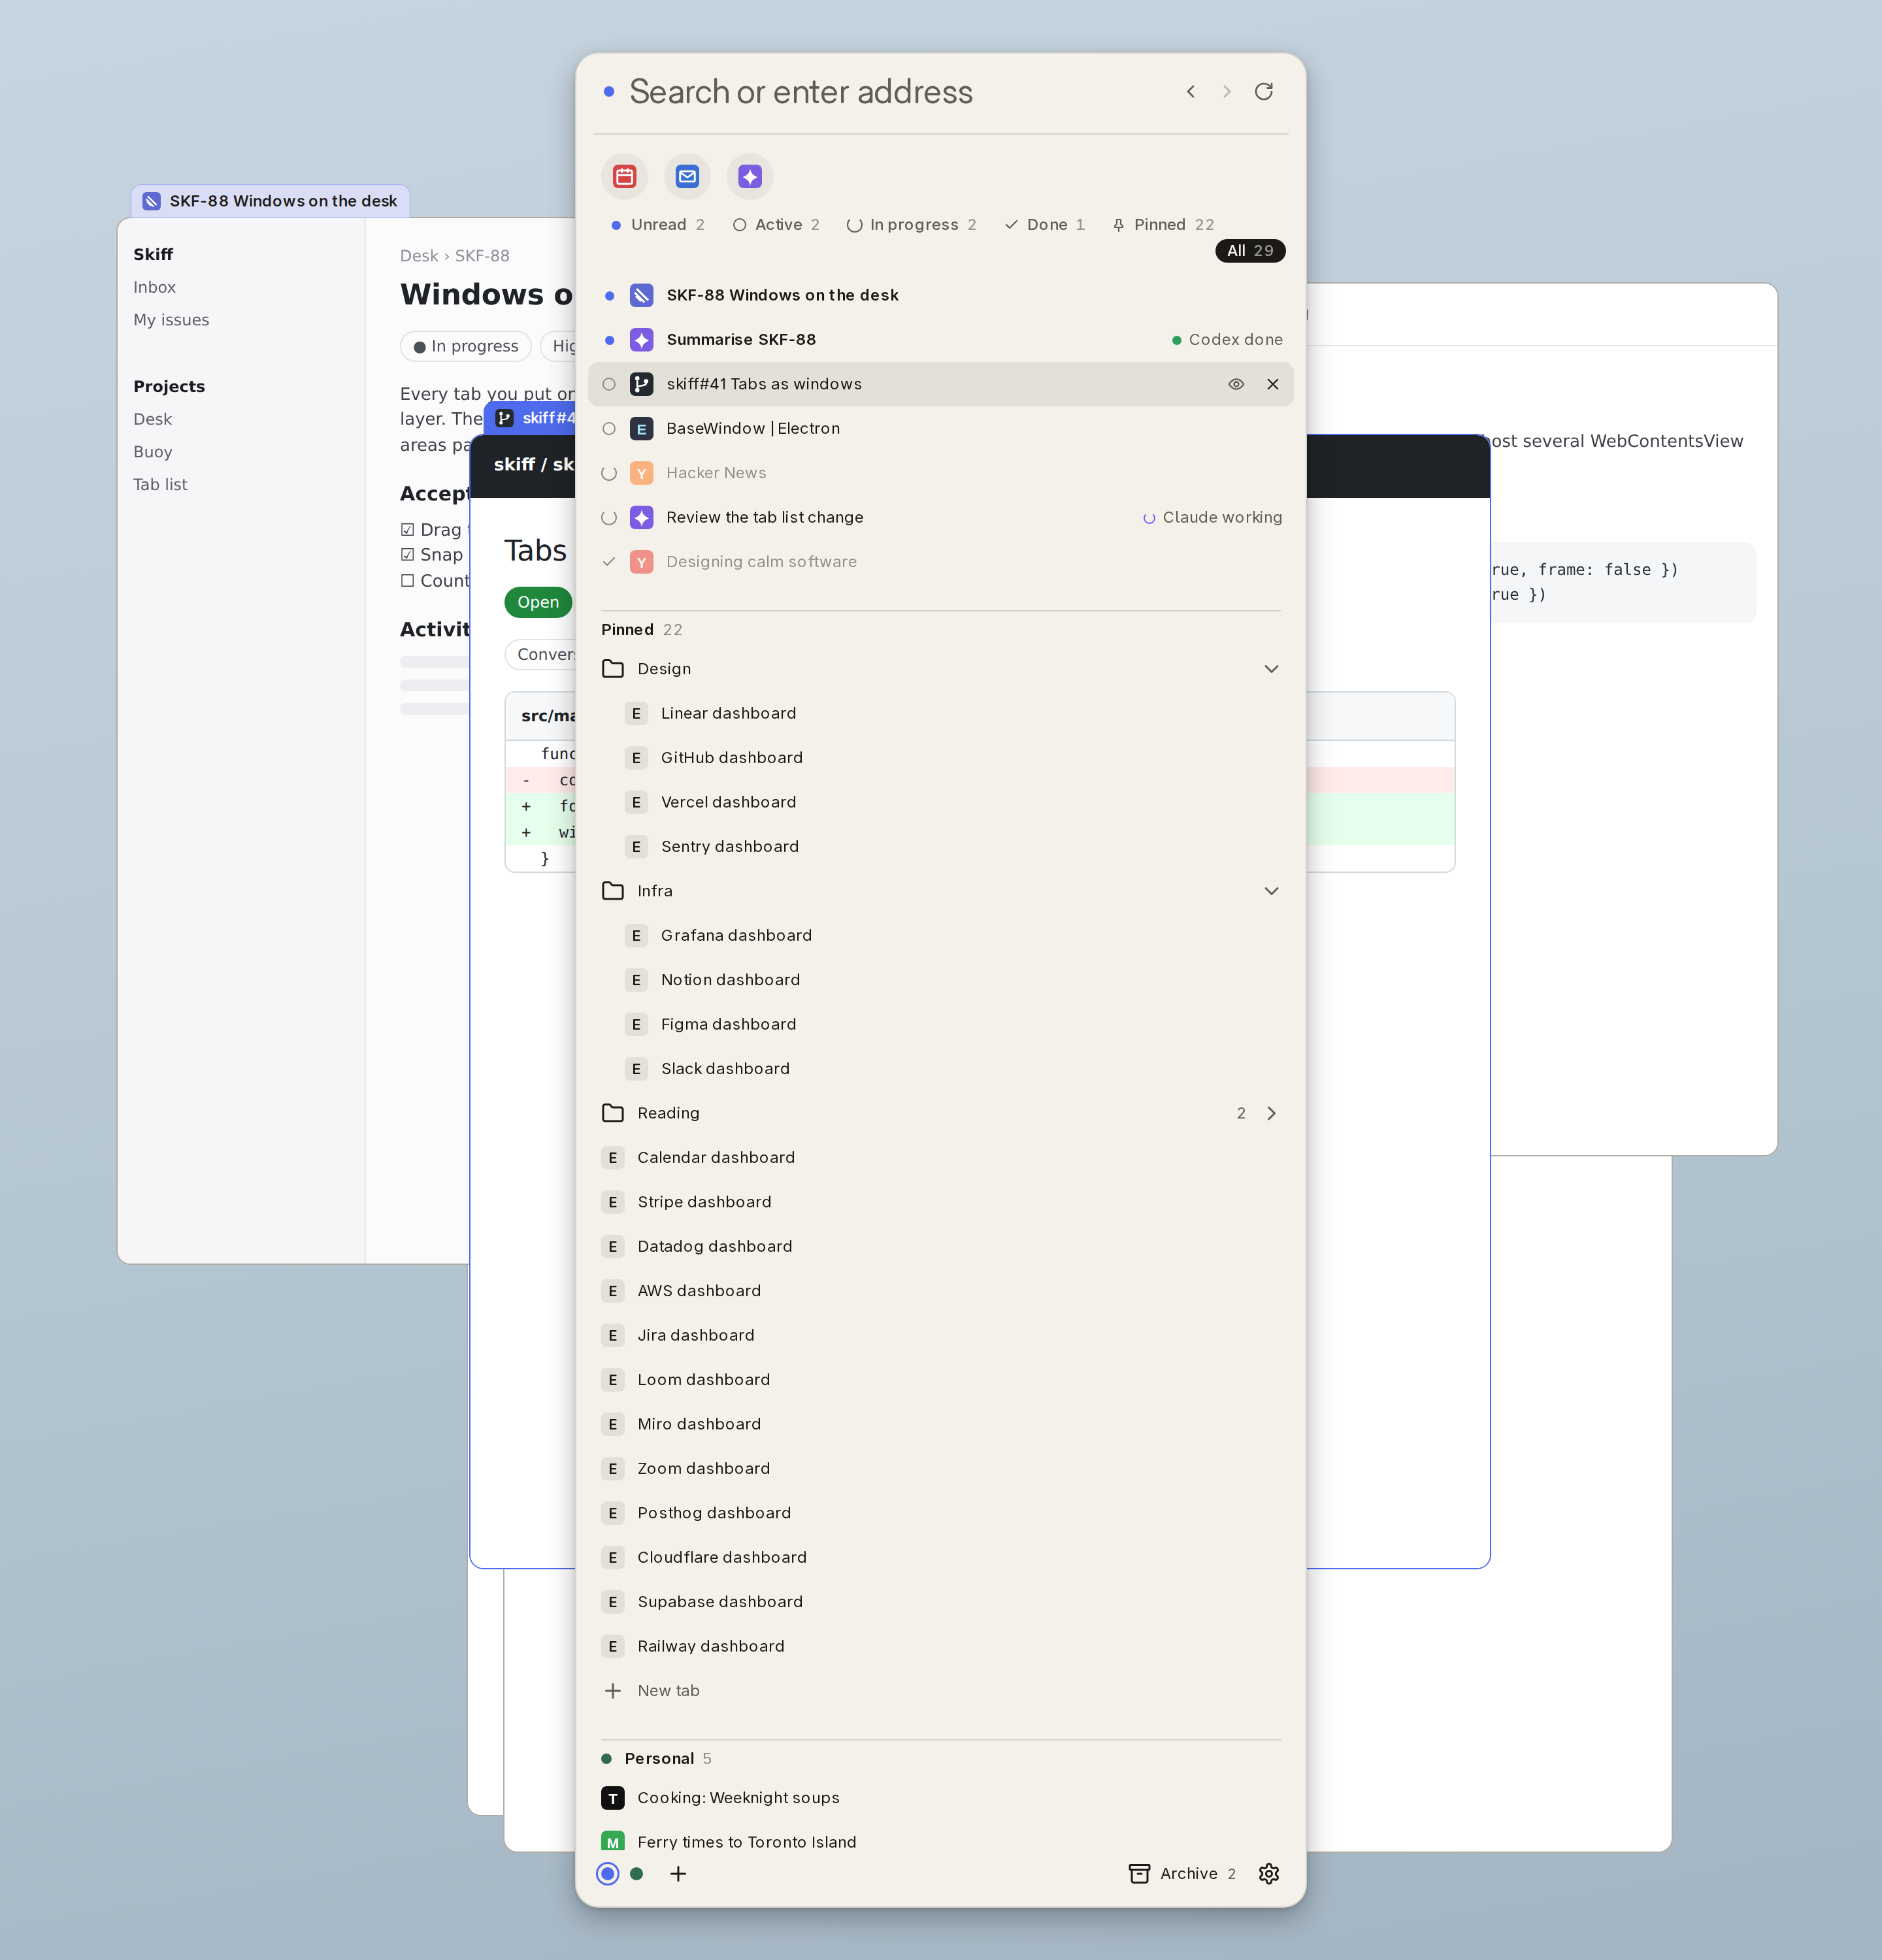 Search or enter address
Unread 2 Active 2 In progress 2 Done 1 Pinned 22
All 29
SKF-88 Windows on the desk
Summarise SKF-88 Codex done
skiff#41 Tabs as windows
E BaseWindow | Electron
Y Hacker News
Review the tab list change Claude working
Y Designing calm software
Pinned 22
Design
E Linear dashboard
E GitHub dashboard
E Vercel dashboard
E Sentry dashboard
Infra
E Grafana dashboard
E Notion dashboard
E Figma dashboard
E Slack dashboard
Reading 2
E Calendar dashboard
E Stripe dashboard
E Datadog dashboard
E AWS dashboard
E Jira dashboard
E Loom dashboard
E Miro dashboard
E Zoom dashboard
E Posthog dashboard
E Cloudflare dashboard
E Supabase dashboard
E Railway dashboard
New tab
Personal 5
T Cooking: Weeknight soups
M Ferry times to Toronto Island
Archive 2
SKF-88 Windows on the desk
Skiff
Inbox
My issues
Projects
Desk
Buoy
Tab list
Desk › SKF-88
Windows o
In progress
Every tab you put on
layer. The
areas pa
Accept
☑ Drag
☑ Snap
☐ Count
Activit
skiff#4
skiff / sk
Tabs
Open
Convers
src/ma
func
- co
+ fo
+ wi
}
ost several WebContentsView
rue, frame: false })
rue })